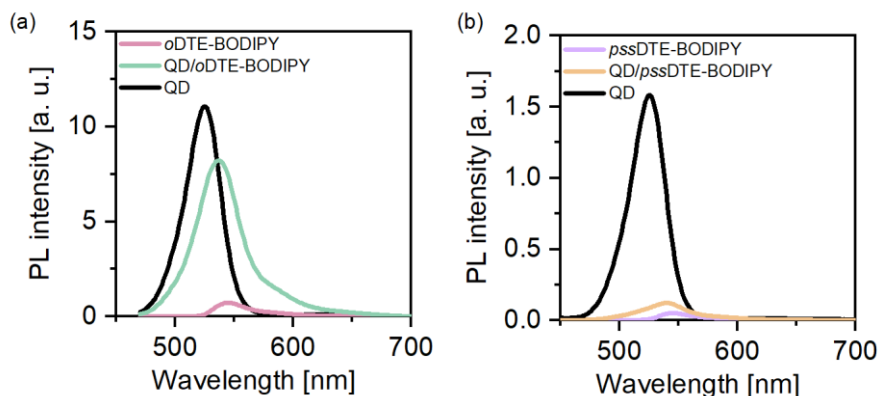 (a)
15
10
5
0
PL intensity [a. u.]
oDTE-BODIPY
QD/oDTE-BODIPY
QD
500
600
700
Wavelength [nm]
(b)
2.0
1.5
1.0
0.5
0.0
PL intensity [a. u.]
pssDTE-BODIPY
QD/pssDTE-BODIPY
QD
500
600
700
Wavelength [nm]